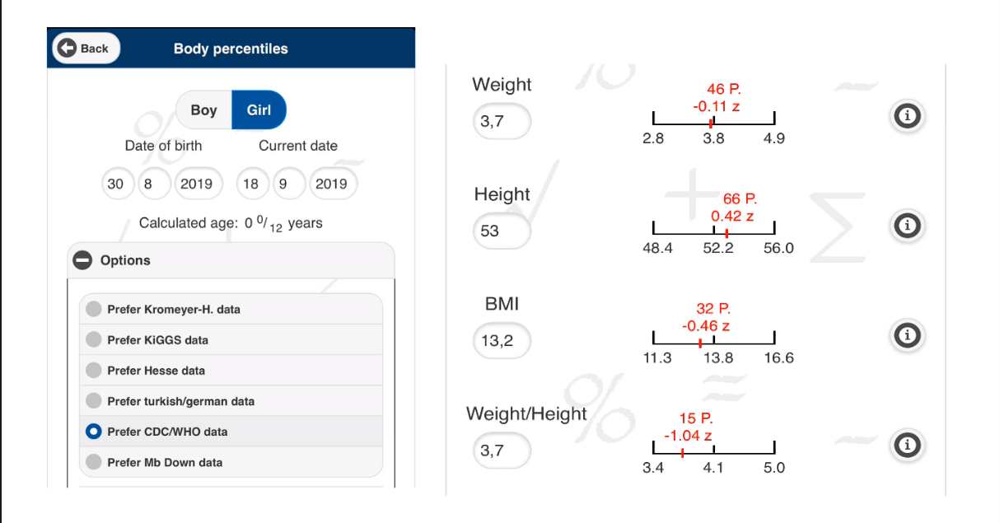 Back
Body percentiles
Boy Girl
Date of birth Current date
30 8 2019 18 9 2019
Calculated age: 0 0/12 years
Options
Prefer Kromeyer-H. data
Prefer KiGGS data
Prefer Hesse data
Prefer turkish/german data
Prefer CDC/WHO data
Prefer Mb Down data
Weight
3,7
46 P.
-0.11 z
2.8 3.8 4.9
Height
53
66 P.
0.42 z
48.4 52.2 56.0
BMI
13,2
32 P.
-0.46 z
11.3 13.8 16.6
Weight/Height
3,7
15 P.
-1.04 z
3.4 4.1 5.0